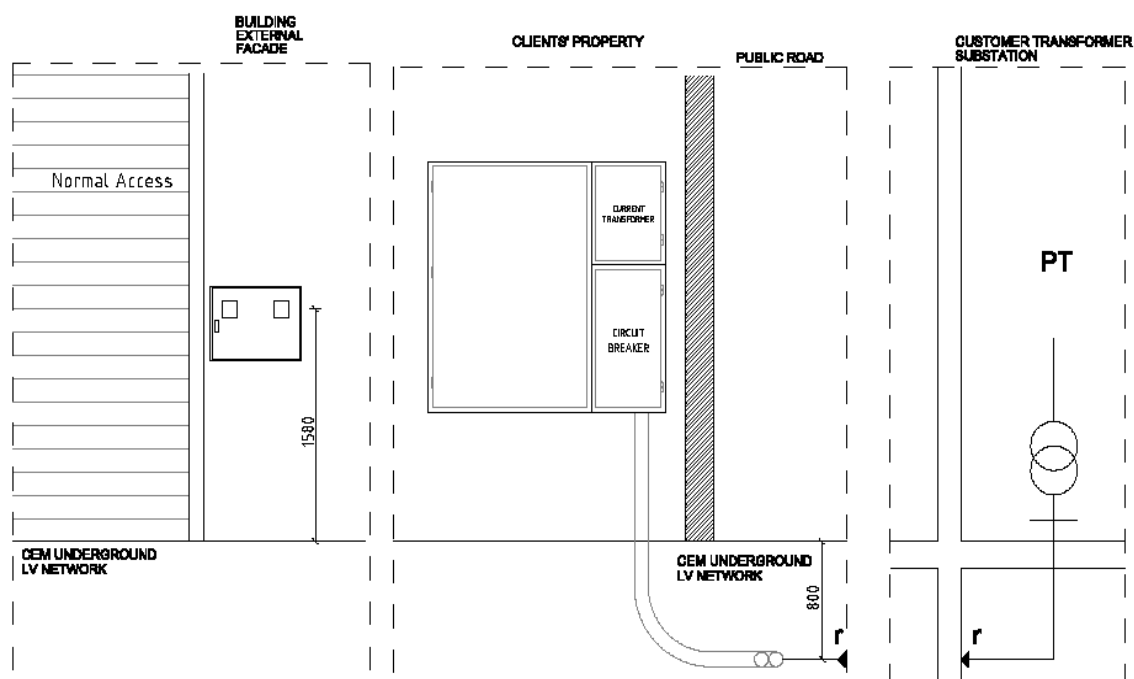 BUILDING
EXTERNAL
FACADE
Normal Access
1580
CEM UNDERGROUND
LV NETWORK
CLIENTS' PROPERTY
PUBLIC ROAD
CURRENT
TRANSFORMER
CIRCUIT
BREAKER
CEM UNDERGROUND
LV NETWORK
800
r
CUSTOMER TRANSFORMER
SUBSTATION
PT
r